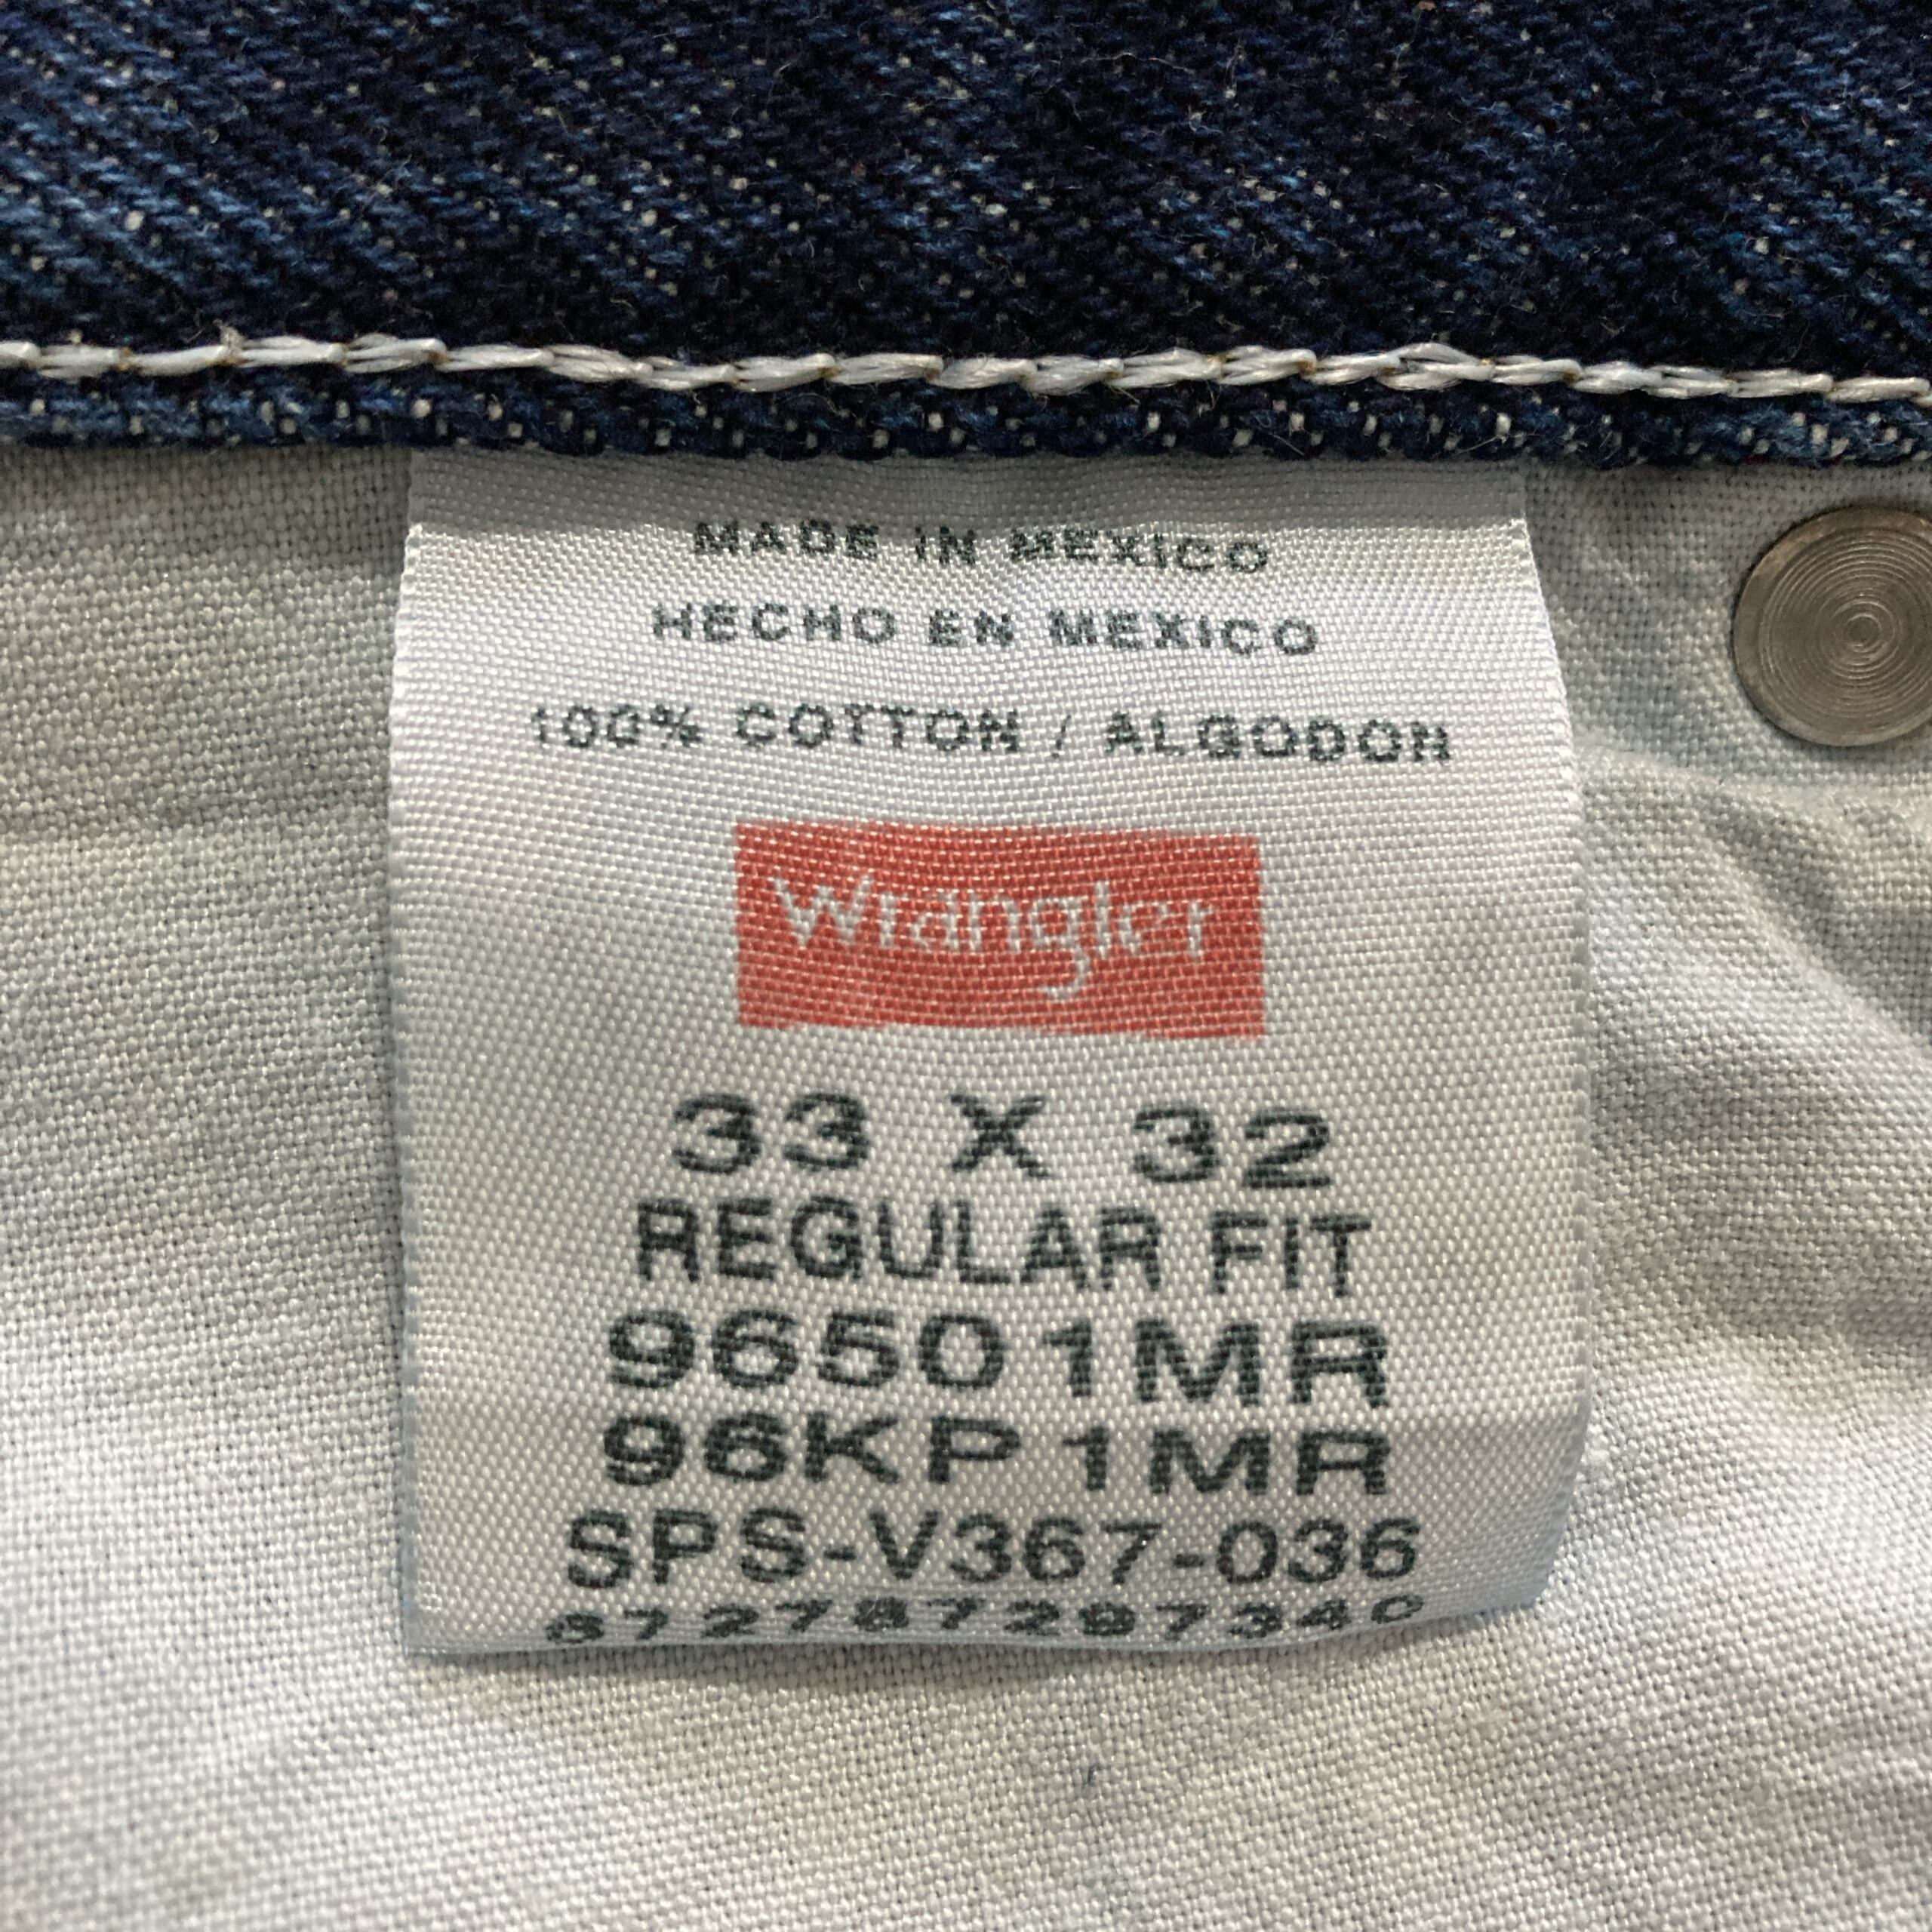 MADE IN MEXICO
HECHO EN MEXICO
100% COTTON / ALGODON
Wrangler
33 X 32
REGULAR FIT
96501MR
96KP1MR
SPS-V367-036